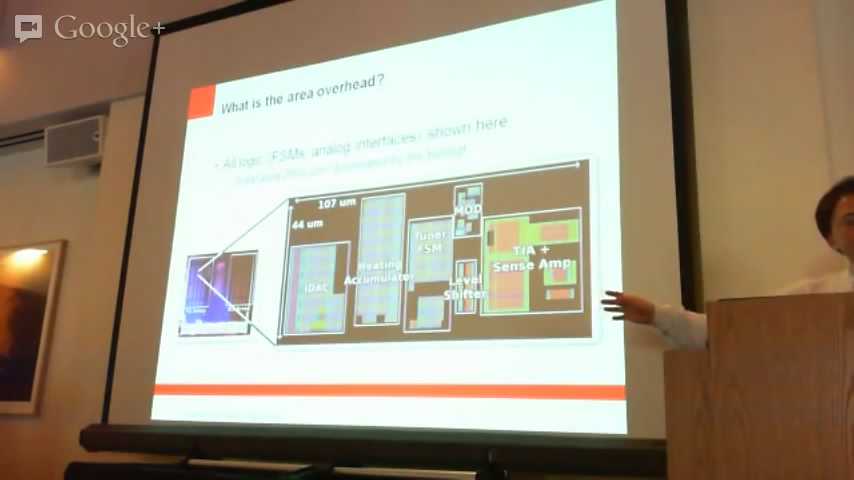 Google+
What is the area overhead?
• All logic (FSMs, analog interfaces) shown here
107 um
44 um
MOD
Tuner
FSM
TIA +
Sense Amp
Heating
Accumulator
IDAC
Level
Shifter